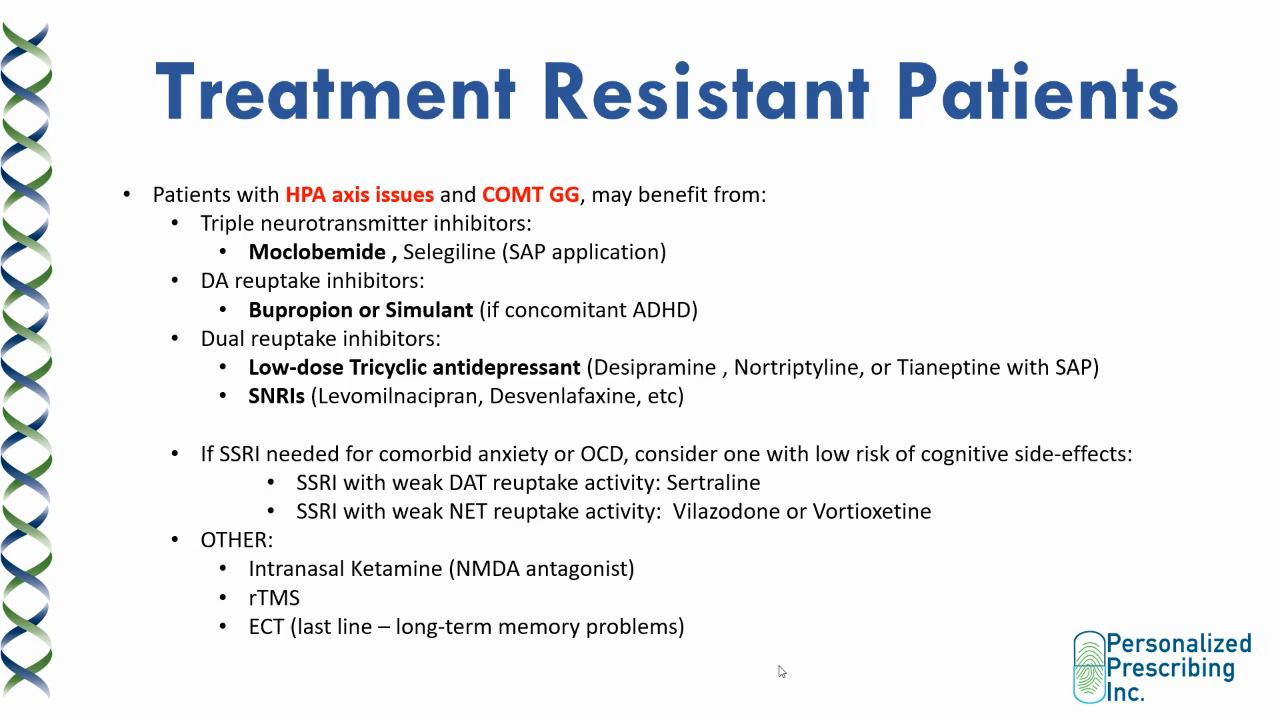 Treatment Resistant Patients
• Patients with HPA axis issues and COMT GG, may benefit from:
• Triple neurotransmitter inhibitors:
• Moclobemide , Selegiline (SAP application)
• DA reuptake inhibitors:
• Bupropion or Simulant (if concomitant ADHD)
• Dual reuptake inhibitors:
• Low-dose Tricyclic antidepressant (Desipramine , Nortriptyline, or Tianeptine with SAP)
• SNRIs (Levomilnacipran, Desvenlafaxine, etc)
• If SSRI needed for comorbid anxiety or OCD, consider one with low risk of cognitive side-effects:
• SSRI with weak DAT reuptake activity: Sertraline
• SSRI with weak NET reuptake activity: Vilazodone or Vortioxetine
• OTHER:
• Intranasal Ketamine (NMDA antagonist)
• rTMS
• ECT (last line – long-term memory problems)
Personalized
Prescribing
Inc.